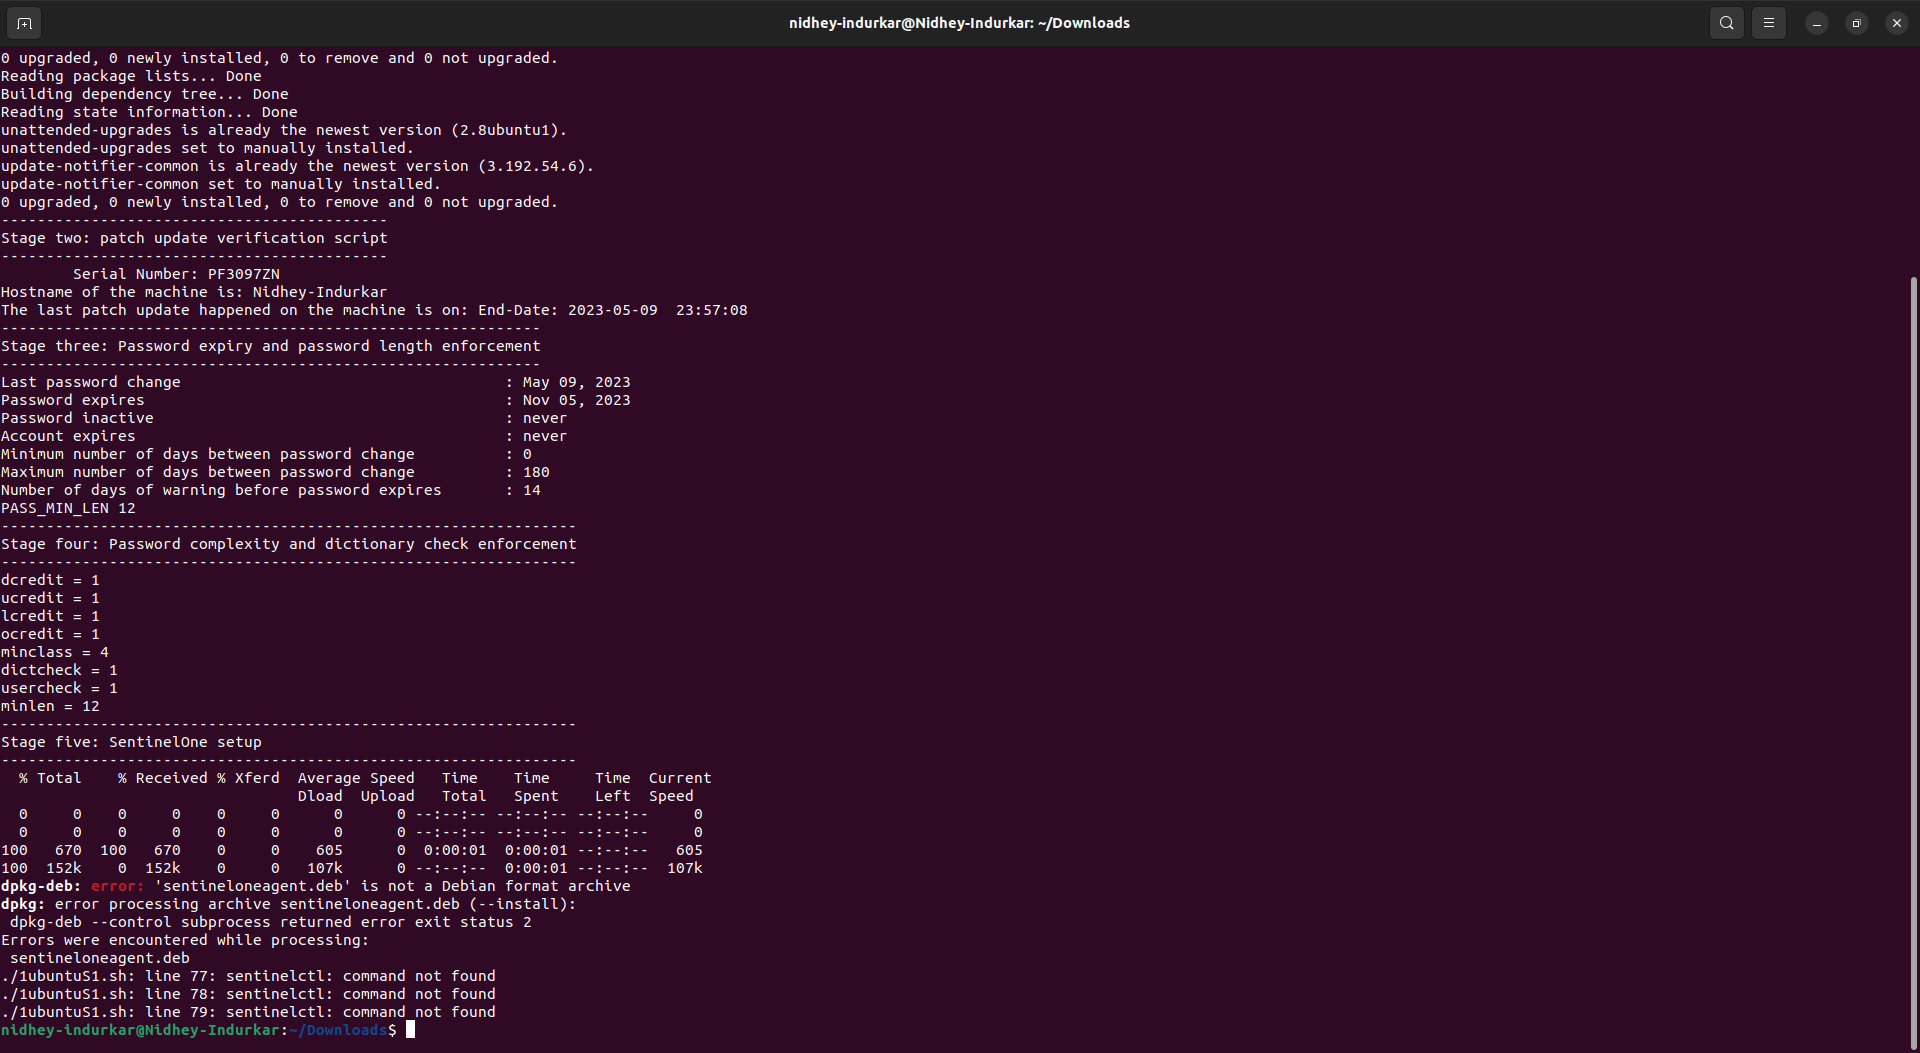 nidhey-indurkar@Nidhey-Indurkar: ~/Downloads
0 upgraded, 0 newly installed, 0 to remove and 0 not upgraded.
Reading package lists... Done
Building dependency tree... Done
Reading state information... Done
unattended-upgrades is already the newest version (2.8ubuntu1).
unattended-upgrades set to manually installed.
update-notifier-common is already the newest version (3.192.54.6).
update-notifier-common set to manually installed.
0 upgraded, 0 newly installed, 0 to remove and 0 not upgraded.
-------------------------------------------
Stage two: patch update verification script
-------------------------------------------
        Serial Number: PF3097ZN
Hostname of the machine is: Nidhey-Indurkar
The last patch update happened on the machine is on: End-Date: 2023-05-09  23:57:08
------------------------------------------------------------
Stage three: Password expiry and password length enforcement
------------------------------------------------------------
Last password change                                    : May 09, 2023
Password expires                                        : Nov 05, 2023
Password inactive                                       : never
Account expires                                         : never
Minimum number of days between password change          : 0
Maximum number of days between password change          : 180
Number of days of warning before password expires       : 14
PASS_MIN_LEN 12
----------------------------------------------------------------
Stage four: Password complexity and dictionary check enforcement
----------------------------------------------------------------
dcredit = 1
ucredit = 1
lcredit = 1
ocredit = 1
minclass = 4
dictcheck = 1
usercheck = 1
minlen = 12
----------------------------------------------------------------
Stage five: SentinelOne setup
----------------------------------------------------------------
  % Total    % Received % Xferd  Average Speed   Time    Time     Time  Current
                                 Dload  Upload   Total   Spent    Left  Speed
  0     0    0     0    0     0      0      0 --:--:-- --:--:-- --:--:--     0
  0     0    0     0    0     0      0      0 --:--:-- --:--:-- --:--:--     0
100   670  100   670    0     0    605      0  0:00:01  0:00:01 --:--:--   605
100  152k    0  152k    0     0   107k      0 --:--:--  0:00:01 --:--:--  107k
dpkg-deb: error: 'sentineloneagent.deb' is not a Debian format archive
dpkg: error processing archive sentineloneagent.deb (--install):
 dpkg-deb --control subprocess returned error exit status 2
Errors were encountered while processing:
 sentineloneagent.deb
./1ubuntuS1.sh: line 77: sentinelctl: command not found
./1ubuntuS1.sh: line 78: sentinelctl: command not found
./1ubuntuS1.sh: line 79: sentinelctl: command not found
nidhey-indurkar@Nidhey-Indurkar:~/Downloads$